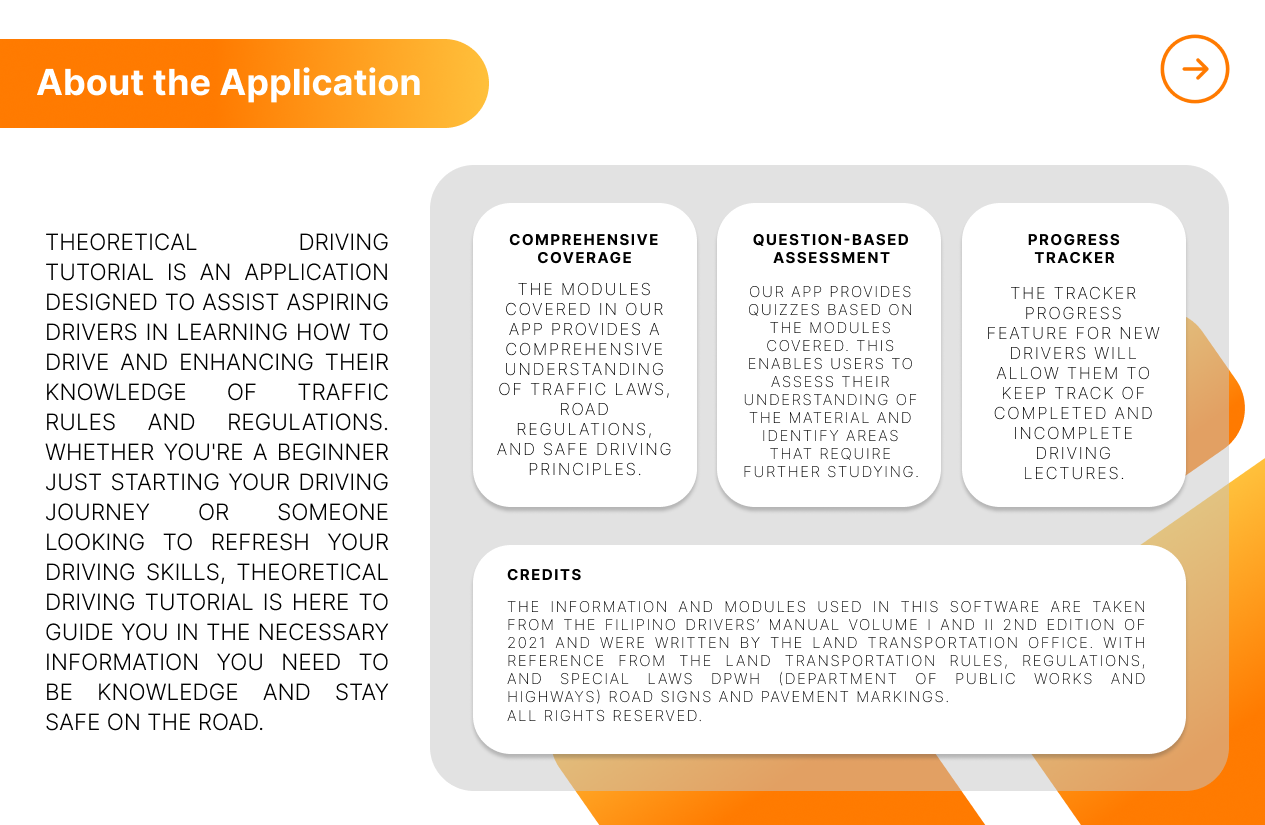 About the Application
THEORETICAL DRIVING
TUTORIAL IS AN APPLICATION
DESIGNED TO ASSIST ASPIRING
DRIVERS IN LEARNING HOW TO
DRIVE AND ENHANCING THEIR
KNOWLEDGE OF TRAFFIC
RULES AND REGULATIONS.
WHETHER YOU'RE A BEGINNER
JUST STARTING YOUR DRIVING
JOURNEY OR SOMEONE
LOOKING TO REFRESH YOUR
DRIVING SKILLS, THEORETICAL
DRIVING TUTORIAL IS HERE TO
GUIDE YOU IN THE NECESSARY
INFORMATION YOU NEED TO
BE KNOWLEDGE AND STAY
SAFE ON THE ROAD.
COMPREHENSIVE
COVERAGE
THE MODULES
COVERED IN OUR
APP PROVIDES A
COMPREHENSIVE
UNDERSTANDING
OF TRAFFIC LAWS,
ROAD
REGULATIONS,
AND SAFE DRIVING
PRINCIPLES.
QUESTION-BASED
ASSESSMENT
OUR APP PROVIDES
QUIZZES BASED ON
THE MODULES
COVERED. THIS
ENABLES USERS TO
ASSESS THEIR
UNDERSTANDING OF
THE MATERIAL AND
IDENTIFY AREAS
THAT REQUIRE
FURTHER STUDYING.
PROGRESS
TRACKER
THE TRACKER
PROGRESS
FEATURE FOR NEW
DRIVERS WILL
ALLOW THEM TO
KEEP TRACK OF
COMPLETED AND
INCOMPLETE
DRIVING
LECTURES.
CREDITS
THE INFORMATION AND MODULES USED IN THIS SOFTWARE ARE TAKEN
FROM THE FILIPINO DRIVERS’ MANUAL VOLUME I AND II 2ND EDITION OF
2021 AND WERE WRITTEN BY THE LAND TRANSPORTATION OFFICE. WITH
REFERENCE FROM THE LAND TRANSPORTATION RULES, REGULATIONS,
AND SPECIAL LAWS DPWH (DEPARTMENT OF PUBLIC WORKS AND
HIGHWAYS) ROAD SIGNS AND PAVEMENT MARKINGS.
ALL RIGHTS RESERVED.